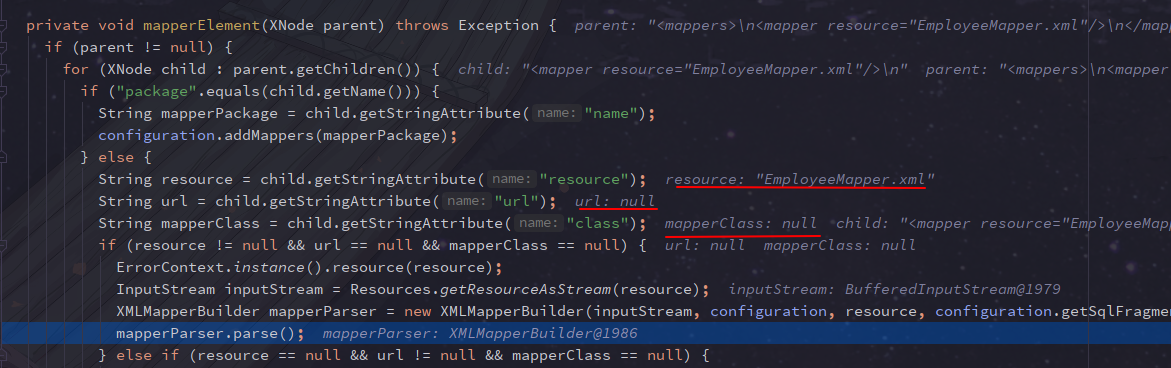 private void mapperElement(XNode parent) throws Exception { parent: "<mappers>\n<mapper resource="EmployeeMapper.xml"/>\n</mapp
if (parent != null) {
for (XNode child : parent.getChildren()) { child: "<mapper resource="EmployeeMapper.xml"/>\n" parent: "<mappers>\n<mapper
if ("package".equals(child.getName())) {
String mapperPackage = child.getStringAttribute( name: "name");
configuration.addMappers(mapperPackage);
} else {
String resource = child.getStringAttribute( name: "resource"); resource: "EmployeeMapper.xml"
String url = child.getStringAttribute( name: "url"); url: null
String mapperClass = child.getStringAttribute( name: "class"); mapperClass: null child: "<mapper resource="EmployeeMapp
if (resource != null && url == null && mapperClass == null) { url: null mapperClass: null
ErrorContext.instance().resource(resource);
InputStream inputStream = Resources.getResourceAsStream(resource); inputStream: BufferedInputStream@1979
XMLMapperBuilder mapperParser = new XMLMapperBuilder(inputStream, configuration, resource, configuration.getSqlFragmen
mapperParser.parse(); mapperParser: XMLMapperBuilder@1986
} else if (resource == null && url != null && mapperClass == null) {